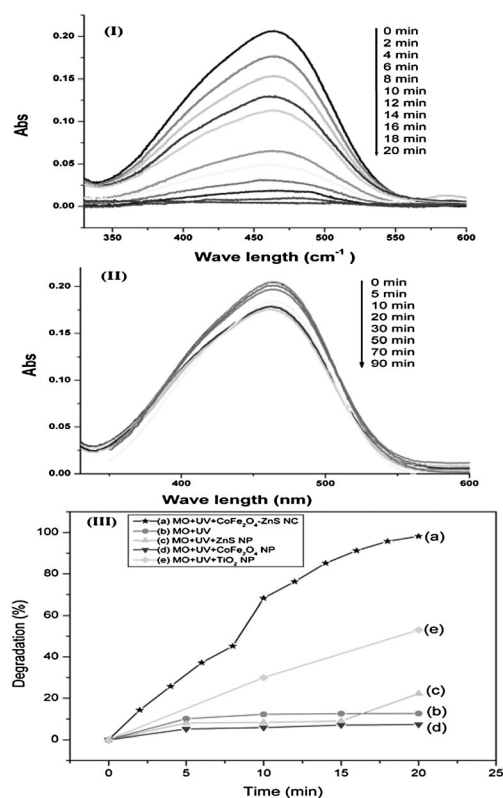 (I)
0 min
2 min
4 min
6 min
8 min
10 min
12 min
14 min
16 min
18 min
20 min
0.20
0.15
0.10
0.05
0.00
Abs
350 400 450 500 550 600
Wave length (cm⁻¹)
(II)
0 min
5 min
10 min
20 min
30 min
50 min
70 min
90 min
0.20
0.15
0.10
0.05
0.00
Abs
400 500 600
Wave length (nm)
(III)
(a) MO+UV+CoFe₂O₄-ZnS NC
(b) MO+UV
(c) MO+UV+ZnS NP
(d) MO+UV+CoFe₂O₄ NP
(e) MO+UV+TiO₂ NP
100
80
60
40
20
0
Degradation (%)
(a)
(e)
(c)
(b)
(d)
0 5 10 15 20 25
Time (min)